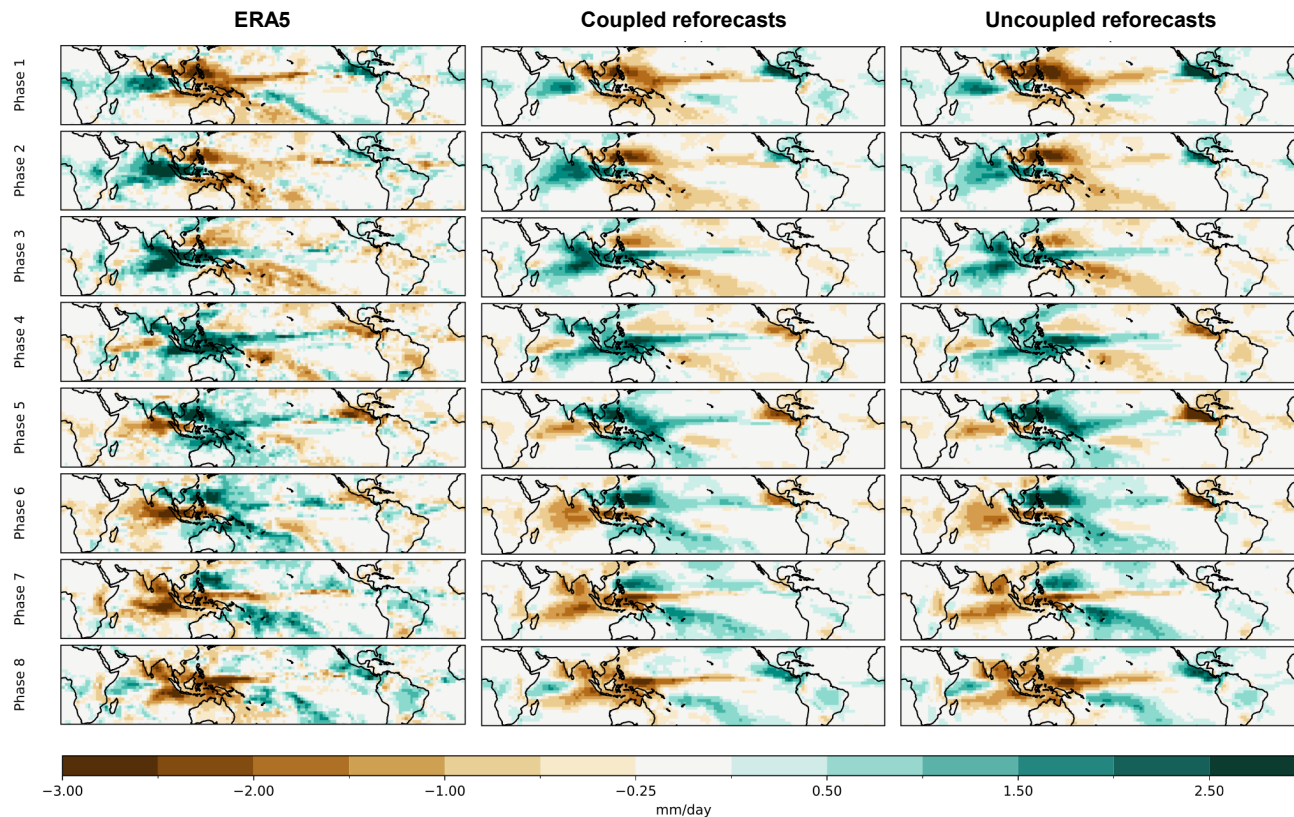 ERA5 Coupled reforecasts Uncoupled reforecasts
Phase 1
Phase 2
Phase 3
Phase 4
Phase 5
Phase 6
Phase 7
Phase 8
−3.00 −2.00 −1.00 −0.25 0.50 1.50 2.50
mm/day